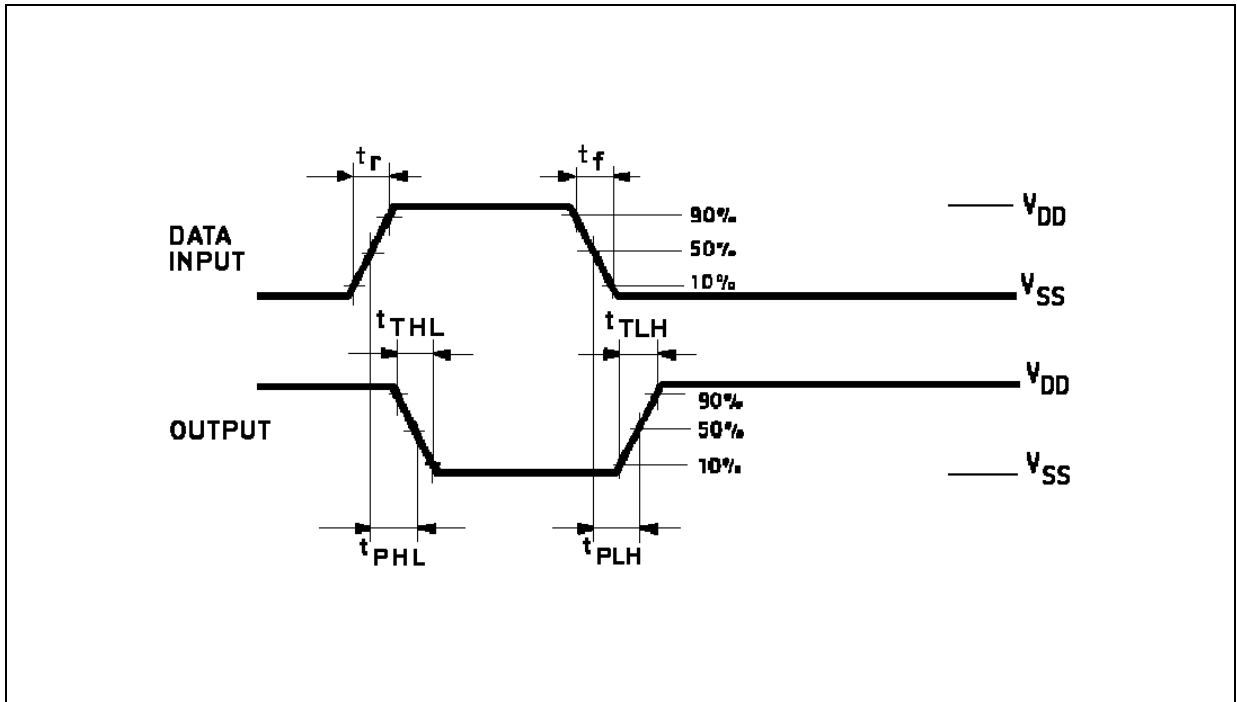 tr
tf
90%
VDD
DATA
INPUT
50%
10%
VSS
tTHL
tTLH
VDD
90%
OUTPUT
50%
10%
VSS
tPHL
tPLH